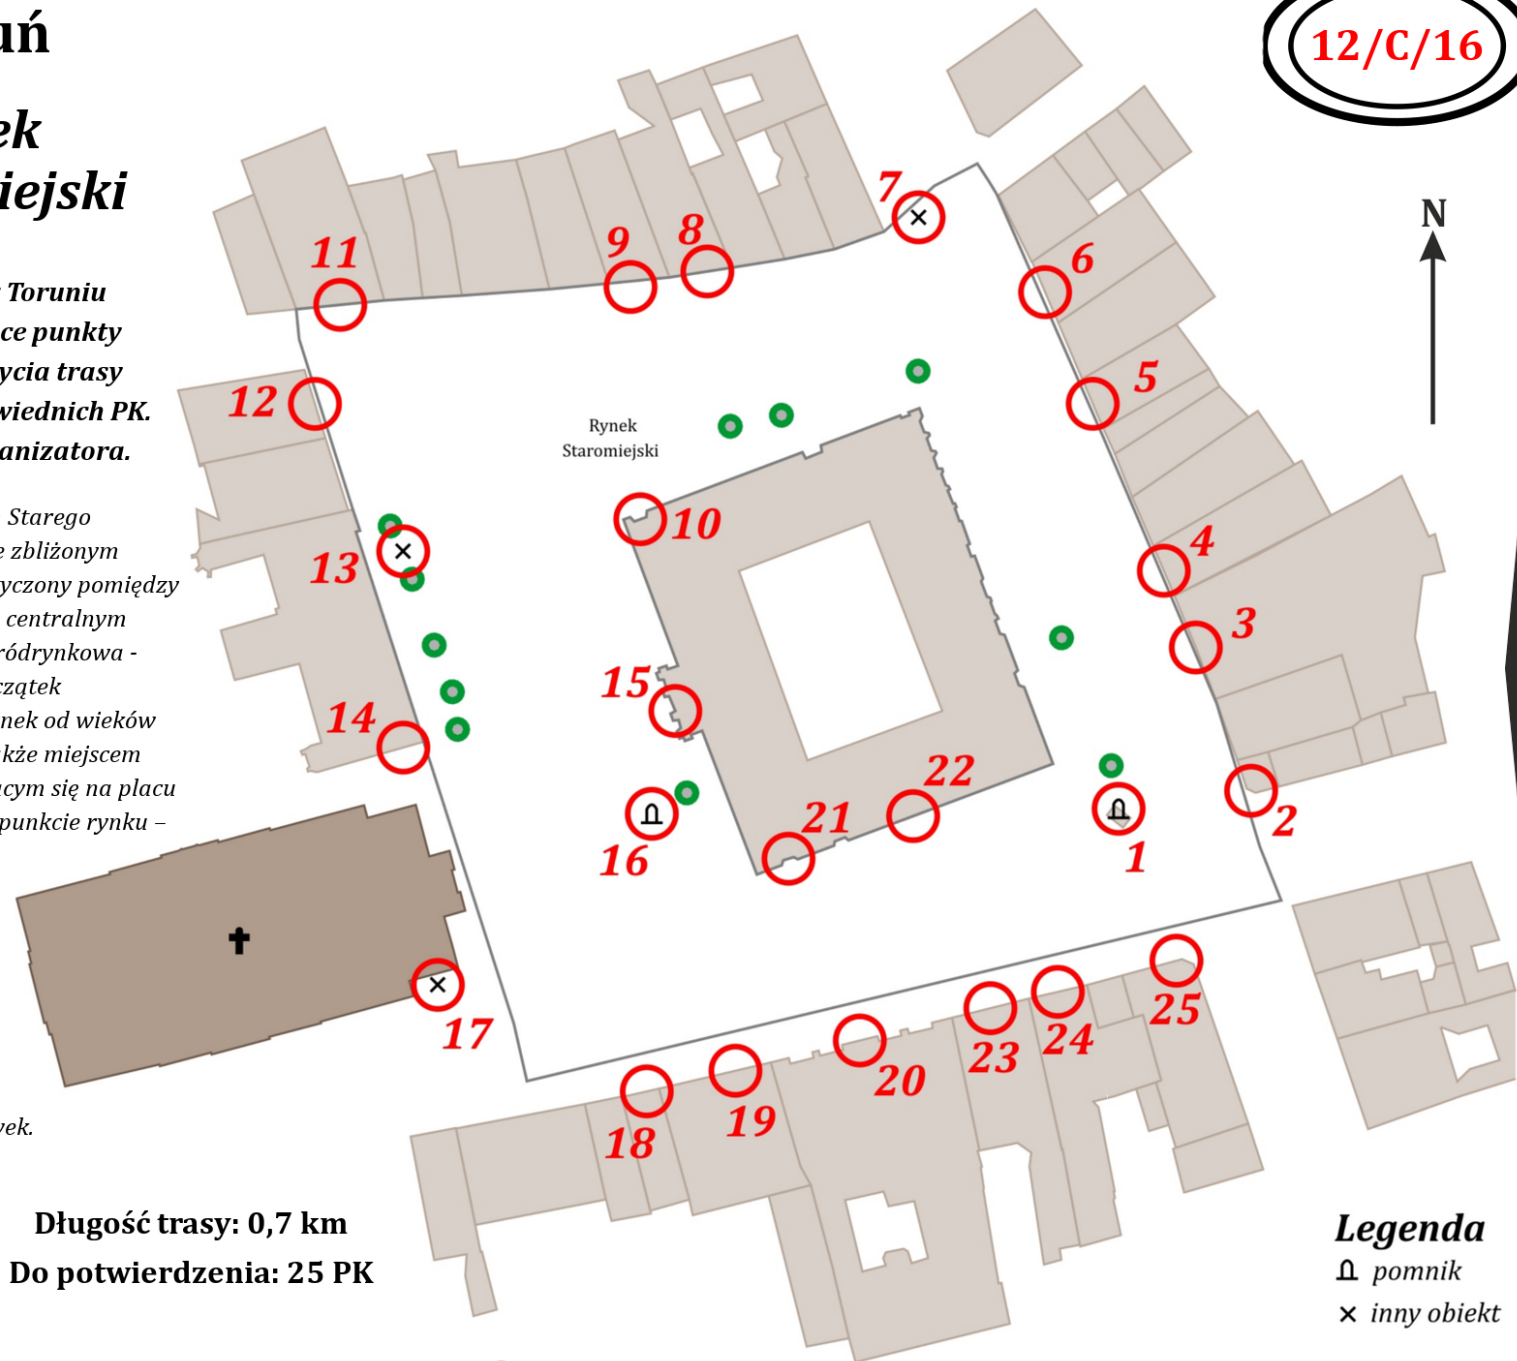 uń
ek
iejski
12/C/16
Toruniu
ce punkty
ycia trasy
wiednich PK.
anizatora.
Starego
e zbliżonym
yczony pomiędzy
centralnym
ródrynkowa -
czątek
nek od wieków
kże miejscem
cym się na placu
punkcie rynku –
vek.
Długość trasy: 0,7 km
Do potwierdzenia: 25 PK
N
7
8
9
11
6
12
5
Rynek
Staromiejski
10
4
13
3
15
14
22
21
2
16
1
17
25
24
23
20
19
18
Legenda
pomnik
inny obiekt